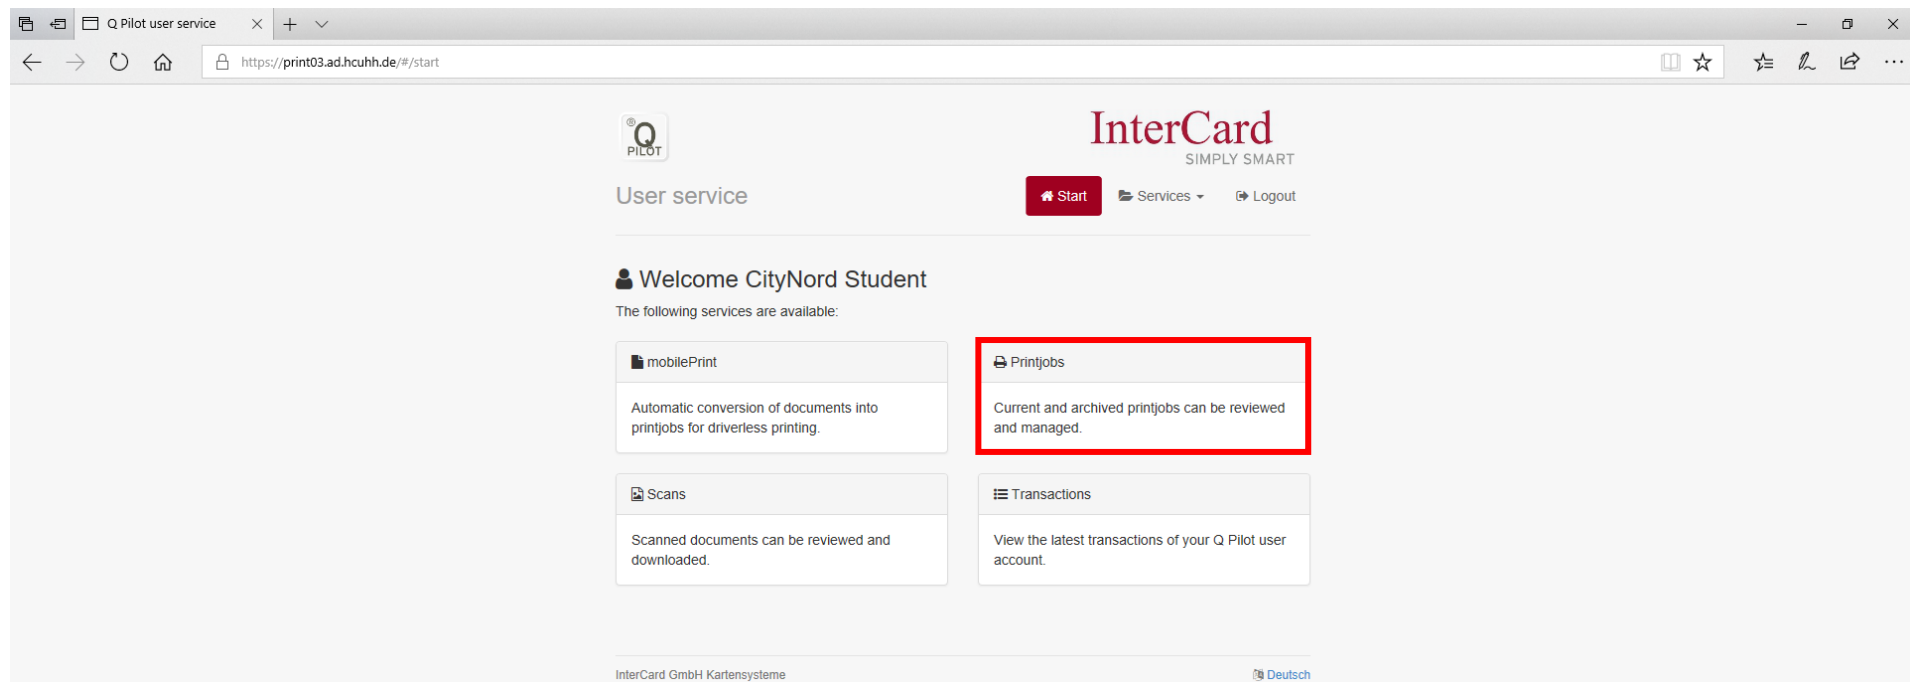 Q Pilot user service
https://print03.ad.hcuhh.de/#/start
®Q
PILOT
InterCard
SIMPLY SMART
User service
Start
Services
Logout
Welcome CityNord Student
The following services are available:
mobilePrint
Automatic conversion of documents into
printjobs for driverless printing.
Printjobs
Current and archived printjobs can be reviewed
and managed.
Scans
Scanned documents can be reviewed and
downloaded.
Transactions
View the latest transactions of your Q Pilot user
account.
InterCard GmbH Kartensysteme
Deutsch